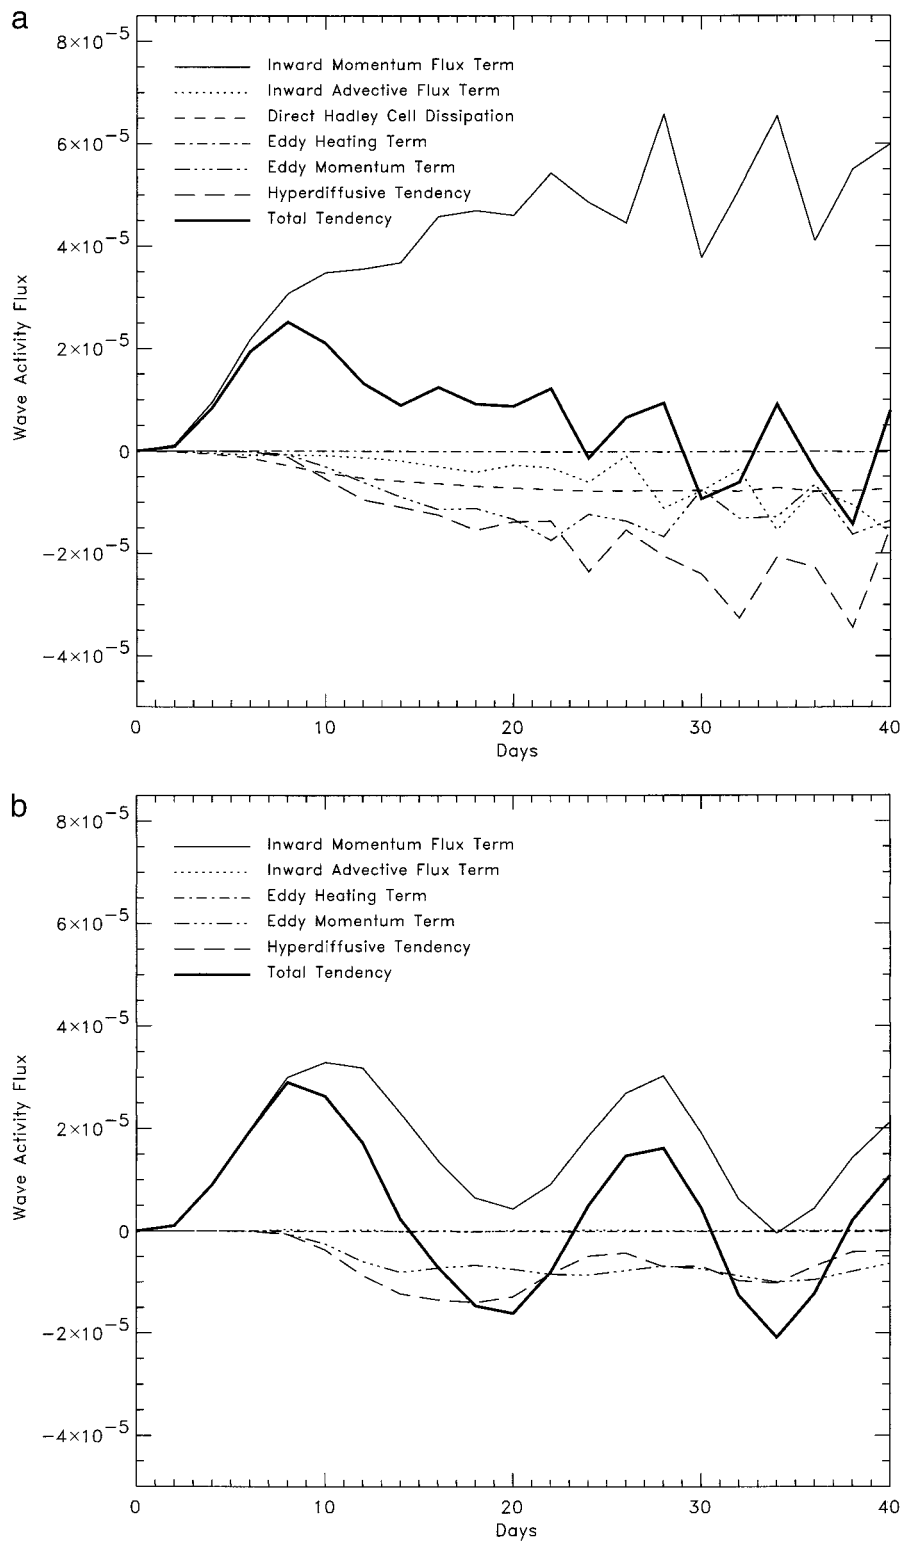 a
8×10⁻⁵
6×10⁻⁵
4×10⁻⁵
2×10⁻⁵
0
−2×10⁻⁵
−4×10⁻⁵
Wave Activity Flux
Inward Momentum Flux Term
Inward Advective Flux Term
Direct Hadley Cell Dissipation
Eddy Heating Term
Eddy Momentum Term
Hyperdiffusive Tendency
Total Tendency
0 10 20 30 40
Days
b
8×10⁻⁵
6×10⁻⁵
4×10⁻⁵
2×10⁻⁵
0
−2×10⁻⁵
−4×10⁻⁵
Wave Activity Flux
Inward Momentum Flux Term
Inward Advective Flux Term
Eddy Heating Term
Eddy Momentum Term
Hyperdiffusive Tendency
Total Tendency
0 10 20 30 40
Days